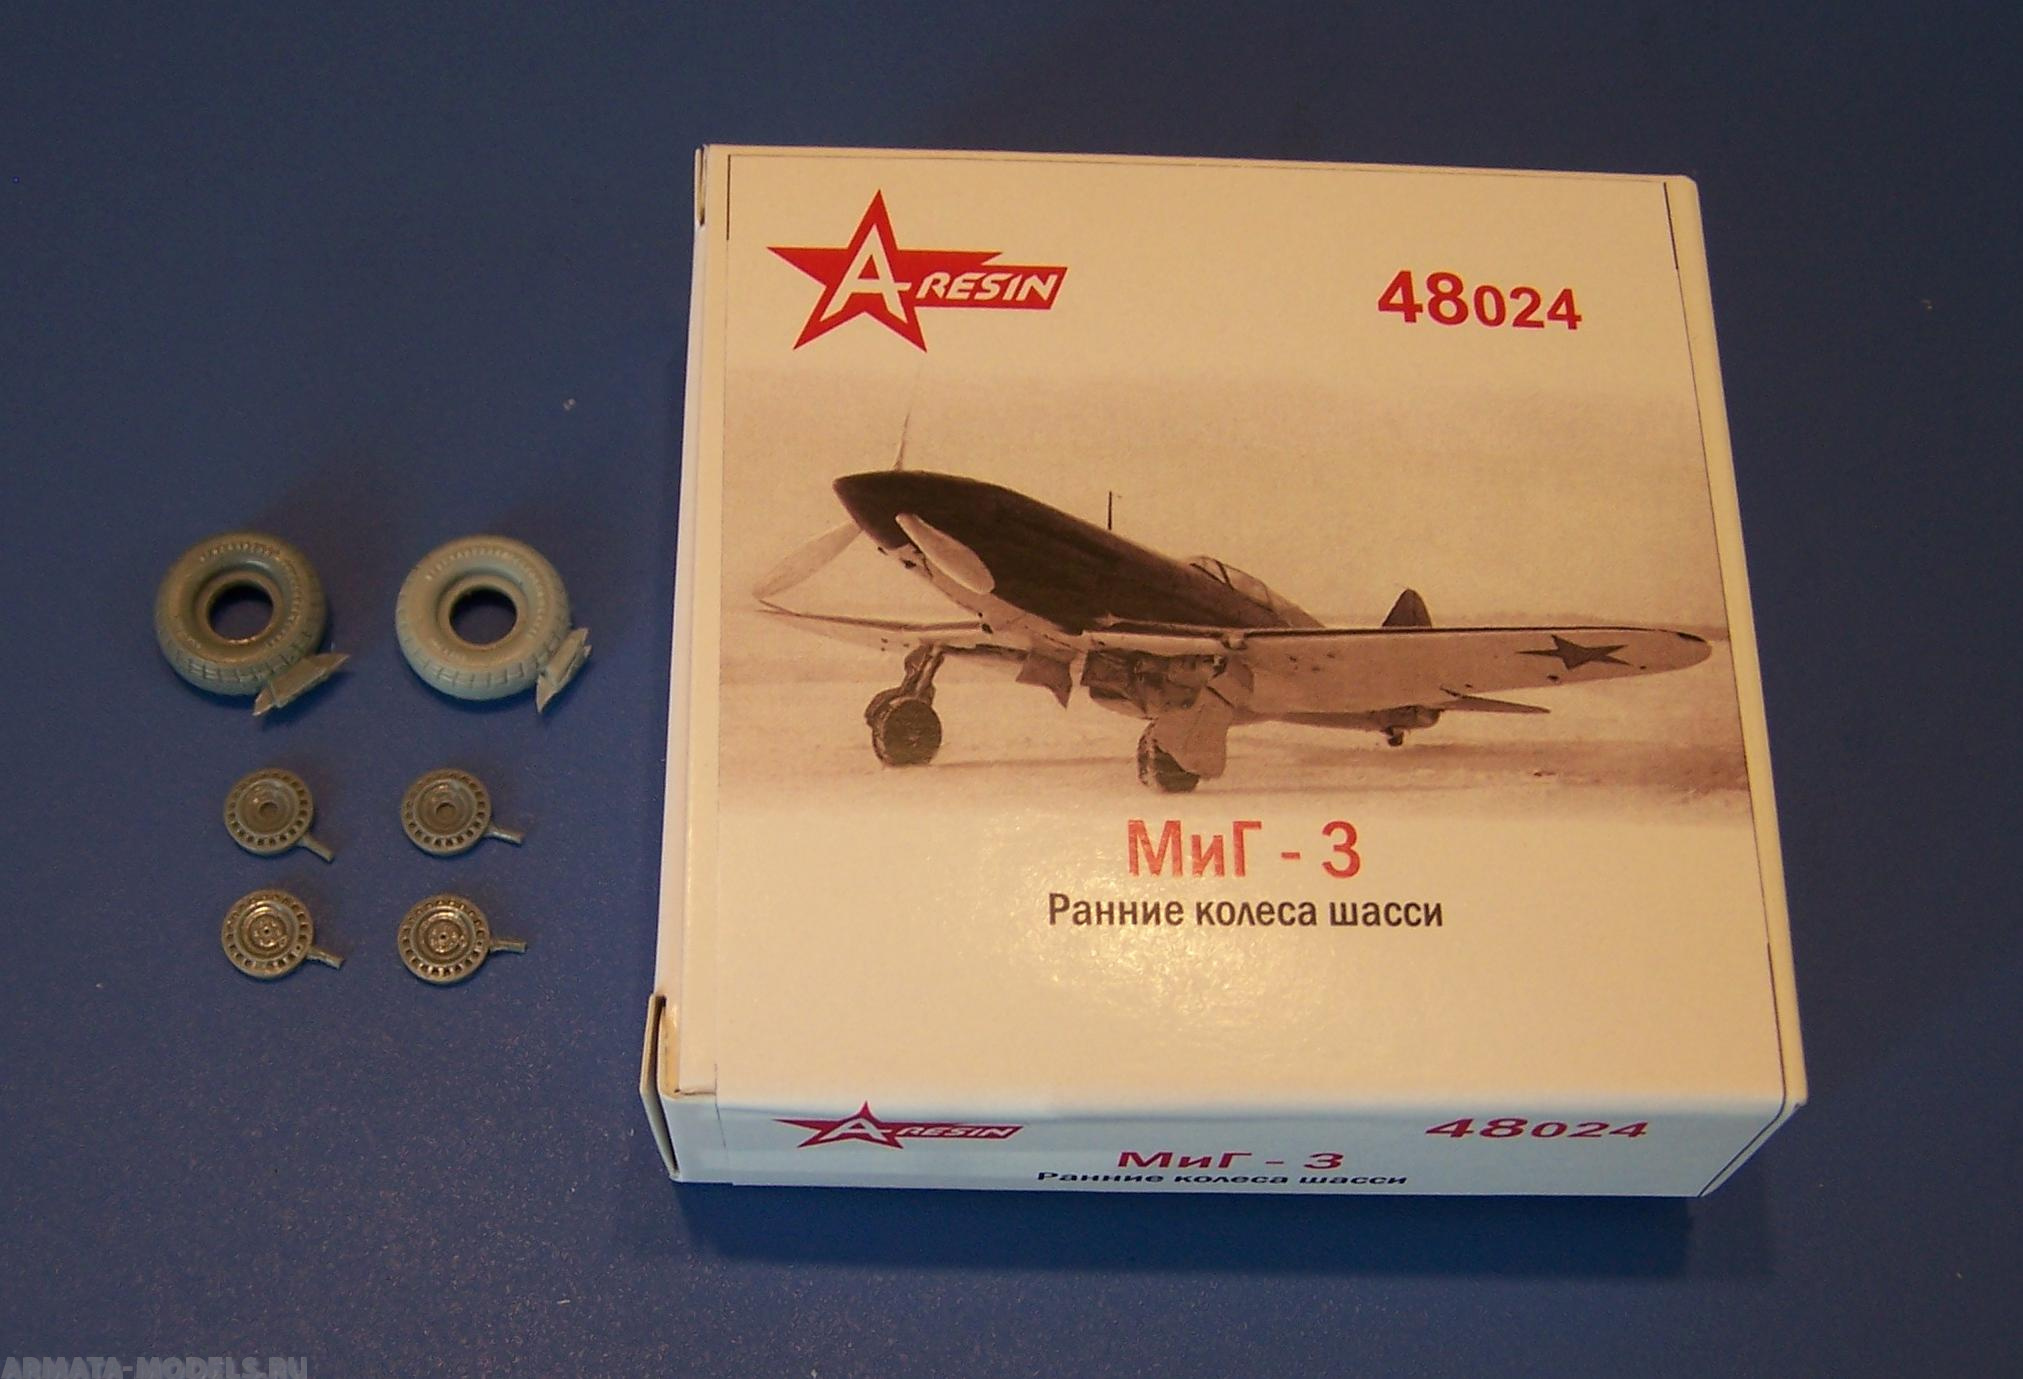 A-RESIN
48024
МиГ - 3
Ранние колеса шасси
A-RESIN
48024
МиГ - 3
Ранние колеса шасси
ARMATA-MODELS.RU